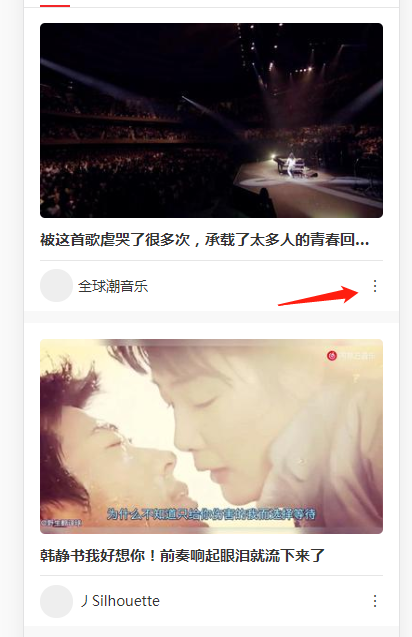 被这首歌虐哭了很多次，承载了太多人的青春回...
全球潮音乐
为什么不知道只给你伤害的我而选择等待
韩静书我好想你！前奏响起眼泪就流下来了
丿Silhouette